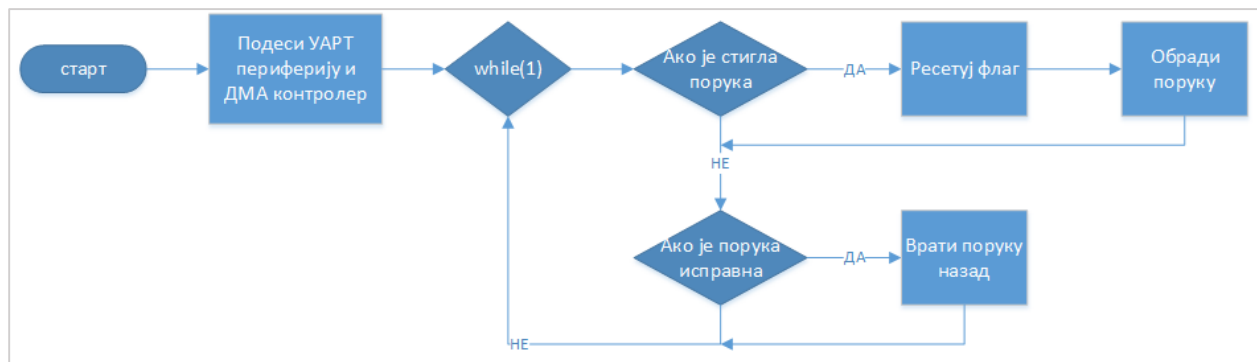 старт
Подеси УАРТ
периферију и
ДМА контролер
while(1)
Ако је стигла
порука
ДА
Ресетуј флаг
Обради
поруку
НЕ
Ако је порука
исправна
ДА
Врати поруку
назад
НЕ